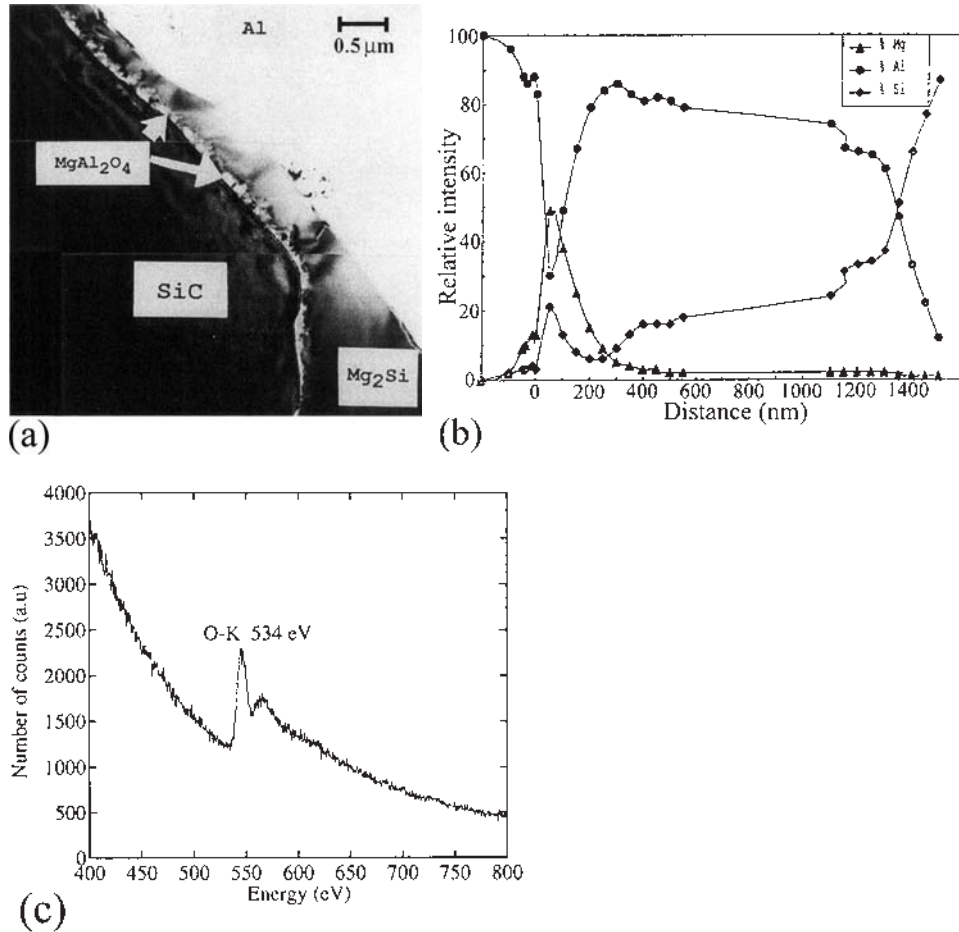 Al
0.5 μm
MgAl₂O₄
SiC
Mg₂Si
(a)
% Mg
% Al
% Si
100
80
60
40
20
0
Relative intensity
0 200 400 600 800 1000 1200 1400
Distance (nm)
(b)
4000
3500
3000
2500
2000
1500
1000
500
0
Number of counts (a.u)
O-K 534 eV
400 450 500 550 600 650 700 750 800
Energy (eV)
(c)